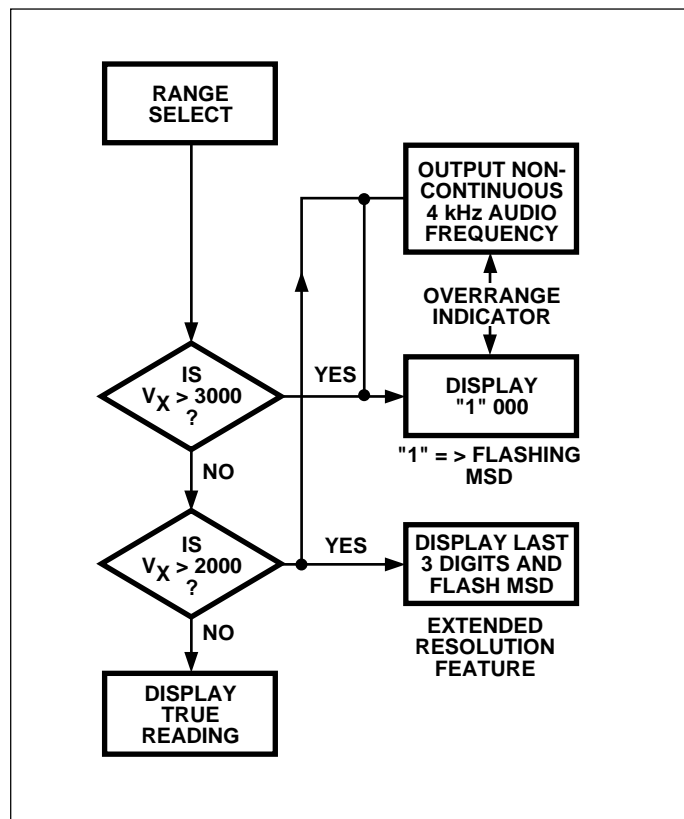 RANGE
SELECT
OUTPUT NON-
CONTINUOUS
4 kHz AUDIO
FREQUENCY
OVERRANGE
INDICATOR
IS
VX > 3000
?
YES
DISPLAY
"1" 000
"1" = > FLASHING
MSD
NO
IS
VX > 2000
?
YES
DISPLAY LAST
3 DIGITS AND
FLASH MSD
EXTENDED
RESOLUTION
FEATURE
NO
DISPLAY
TRUE
READING